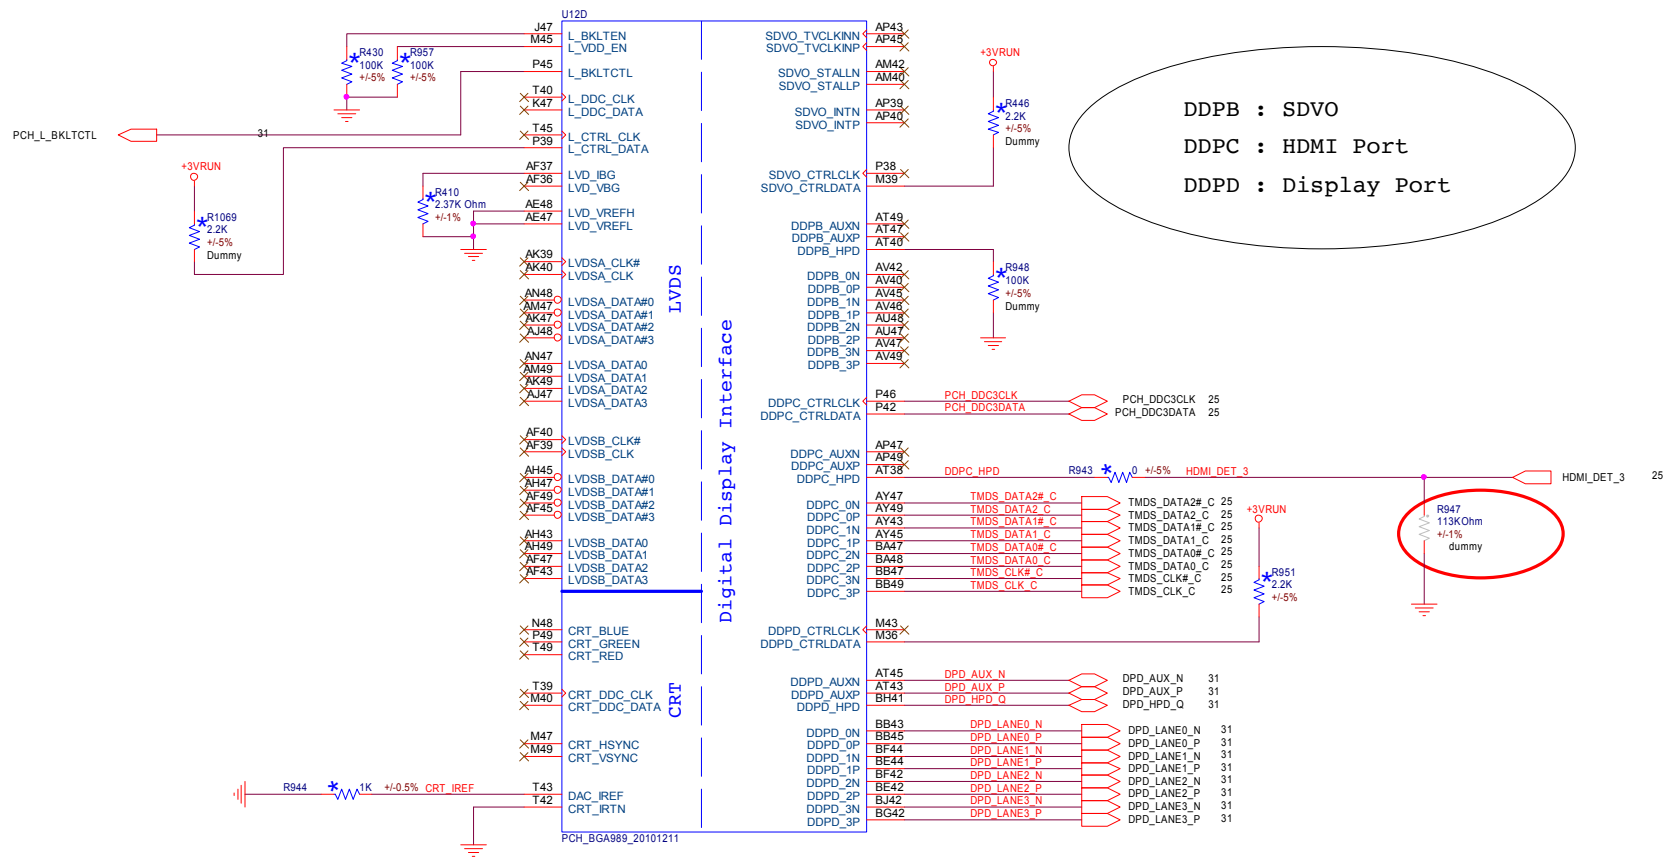 U12D
J47 L_BKLTEN
M45 L_VDD_EN
R430
100K
+/-5%
R957
100K
+/-5%
P45 L_BKLTCTL
T40 L_DDC_CLK
K47 L_DDC_DATA
PCH_L_BKLTCTL 31
T45 L_CTRL_CLK
P39 L_CTRL_DATA
+3VRUN
R1069
2.2K
+/-5%
Dummy
AF37 LVD_IBG
AF36 LVD_VBG
R410
2.37K Ohm
+/-1%
AE48 LVD_VREFH
AE47 LVD_VREFL
AK39 LVDSA_CLK#
AK40 LVDSA_CLK
AN48 LVDSA_DATA#0
AM47 LVDSA_DATA#1
AK47 LVDSA_DATA#2
AJ48 LVDSA_DATA#3
AN47 LVDSA_DATA0
AM49 LVDSA_DATA1
AK49 LVDSA_DATA2
AJ47 LVDSA_DATA3
AF40 LVDSB_CLK#
AF39 LVDSB_CLK
AH45 LVDSB_DATA#0
AH47 LVDSB_DATA#1
AF49 LVDSB_DATA#2
AF45 LVDSB_DATA#3
AH43 LVDSB_DATA0
AH49 LVDSB_DATA1
AF47 LVDSB_DATA2
AF43 LVDSB_DATA3
LVDS
N48 CRT_BLUE
P49 CRT_GREEN
T49 CRT_RED
T39 CRT_DDC_CLK
M40 CRT_DDC_DATA
M47 CRT_HSYNC
M49 CRT_VSYNC
R944 1K +/-0.5% CRT_IREF T43 DAC_IREF
T42 CRT_IRTN
CRT
Digital Display Interface
PCH_BGA989_20101211
SDVO_TVCLKINN AP43
SDVO_TVCLKINP AP45
SDVO_STALLN AM42
SDVO_STALLP AM40
SDVO_INTN AP39
SDVO_INTP AP40
SDVO_CTRLCLK P38
SDVO_CTRLDATA M39
+3VRUN
R446
2.2K
+/-5%
Dummy
DDPB_AUXN AT49
DDPB_AUXP AT47
DDPB_HPD AT40
R948
100K
+/-5%
Dummy
DDPB_0N AV42
DDPB_0P AV40
DDPB_1N AV45
DDPB_1P AV46
DDPB_2N AU48
DDPB_2P AU47
DDPB_3N AV47
DDPB_3P AV49
DDPC_CTRLCLK P46 PCH_DDC3CLK PCH_DDC3CLK 25
DDPC_CTRLDATA P42 PCH_DDC3DATA PCH_DDC3DATA 25
DDPC_AUXN AP47
DDPC_AUXP AP49
DDPC_HPD AT38 DDPC_HPD R943 0 +/-5% HDMI_DET_3 HDMI_DET_3 25
DDPC_0N AY47 TMDS_DATA2#_C TMDS_DATA2#_C 25
DDPC_0P AY49 TMDS_DATA2_C TMDS_DATA2_C 25
DDPC_1N AY43 TMDS_DATA1#_C TMDS_DATA1#_C 25
DDPC_1P AY45 TMDS_DATA1_C TMDS_DATA1_C 25
DDPC_2N BA47 TMDS_DATA0#_C TMDS_DATA0#_C 25
DDPC_2P BA48 TMDS_DATA0_C TMDS_DATA0_C 25
DDPC_3N BB47 TMDS_CLK#_C TMDS_CLK#_C 25
DDPC_3P BB49 TMDS_CLK_C TMDS_CLK_C 25
+3VRUN
R951
2.2K
+/-5%
R947
113KOhm
+/-1%
dummy
DDPD_CTRLCLK M43
DDPD_CTRLDATA M36
DDPD_AUXN AT45 DPD_AUX_N DPD_AUX_N 31
DDPD_AUXP AT43 DPD_AUX_P DPD_AUX_P 31
DDPD_HPD BH41 DPD_HPD_Q DPD_HPD_Q 31
DDPD_0N BB43 DPD_LANE0_N DPD_LANE0_N 31
DDPD_0P BB45 DPD_LANE0_P DPD_LANE0_P 31
DDPD_1N BF44 DPD_LANE1_N DPD_LANE1_N 31
DDPD_1P BE44 DPD_LANE1_P DPD_LANE1_P 31
DDPD_2N BF42 DPD_LANE2_N DPD_LANE2_N 31
DDPD_2P BE42 DPD_LANE2_P DPD_LANE2_P 31
DDPD_3N BJ42 DPD_LANE3_N DPD_LANE3_N 31
DDPD_3P BG42 DPD_LANE3_P DPD_LANE3_P 31
DDPB : SDVO
DDPC : HDMI Port
DDPD : Display Port